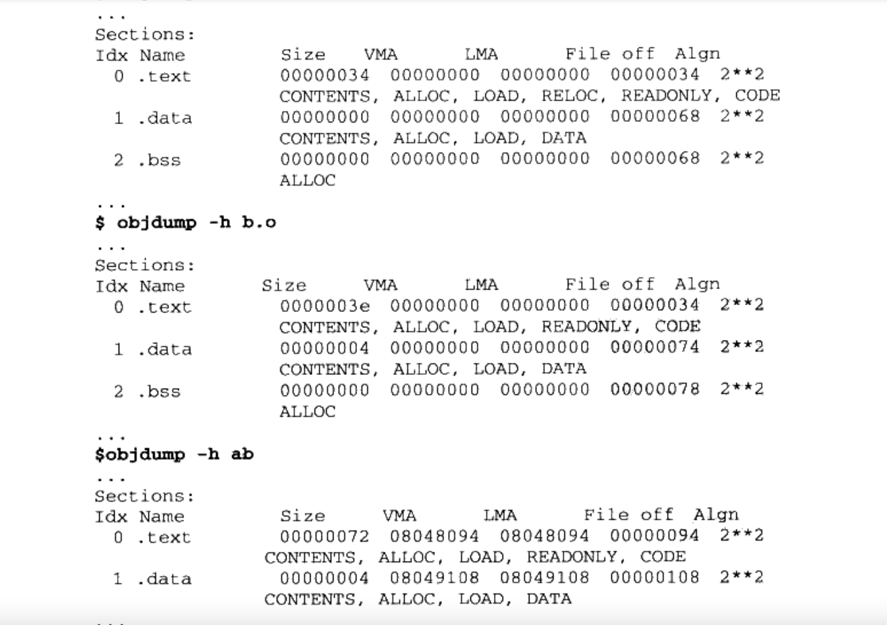 ...
Sections:
Idx Name Size VMA LMA File off Algn
0 .text 00000034 00000000 00000000 00000034 2**2
CONTENTS, ALLOC, LOAD, RELOC, READONLY, CODE
1 .data 00000000 00000000 00000000 00000068 2**2
CONTENTS, ALLOC, LOAD, DATA
2 .bss 00000000 00000000 00000000 00000068 2**2
ALLOC
...
$ objdump -h b.o
...
Sections:
Idx Name Size VMA LMA File off Algn
0 .text 0000003e 00000000 00000000 00000034 2**2
CONTENTS, ALLOC, LOAD, READONLY, CODE
1 .data 00000004 00000000 00000000 00000074 2**2
CONTENTS, ALLOC, LOAD, DATA
2 .bss 00000000 00000000 00000000 00000078 2**2
ALLOC
...
$objdump -h ab
...
Sections:
Idx Name Size VMA LMA File off Algn
0 .text 00000072 08048094 08048094 00000094 2**2
CONTENTS, ALLOC, LOAD, READONLY, CODE
1 .data 00000004 08049108 08049108 00000108 2**2
CONTENTS, ALLOC, LOAD, DATA
...